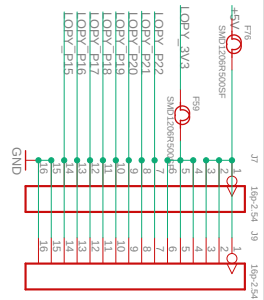 LOPY_P15
LOPY_P16
LOPY_P17
LOPY_P18
LOPY_P19
LOPY_P20
LOPY_P21
LOPY_P22
LOPY_3V3
+5V
F76
SMD1206R500SF
F59
SMD1206R500SF
GND
J7
16p-2.54
16
15
14
13
12
11
10
9
8
7
6
5
4
3
2
1
J9
16p-2.54
16
15
14
13
12
11
10
9
8
7
6
5
4
3
2
1